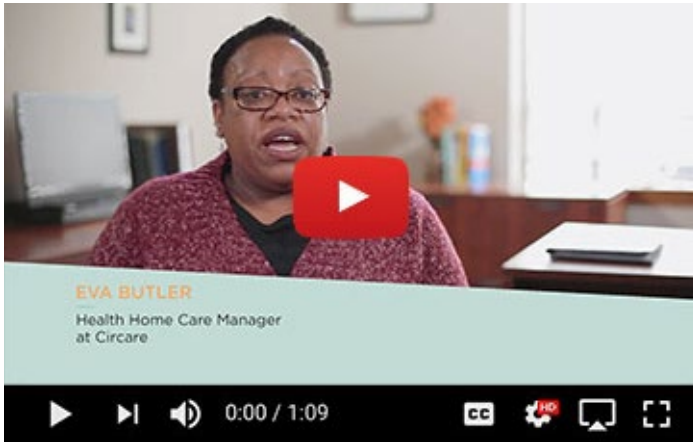 EVA BUTLER
Health Home Care Manager
at Circare
0:00 / 1:09
CC
HD